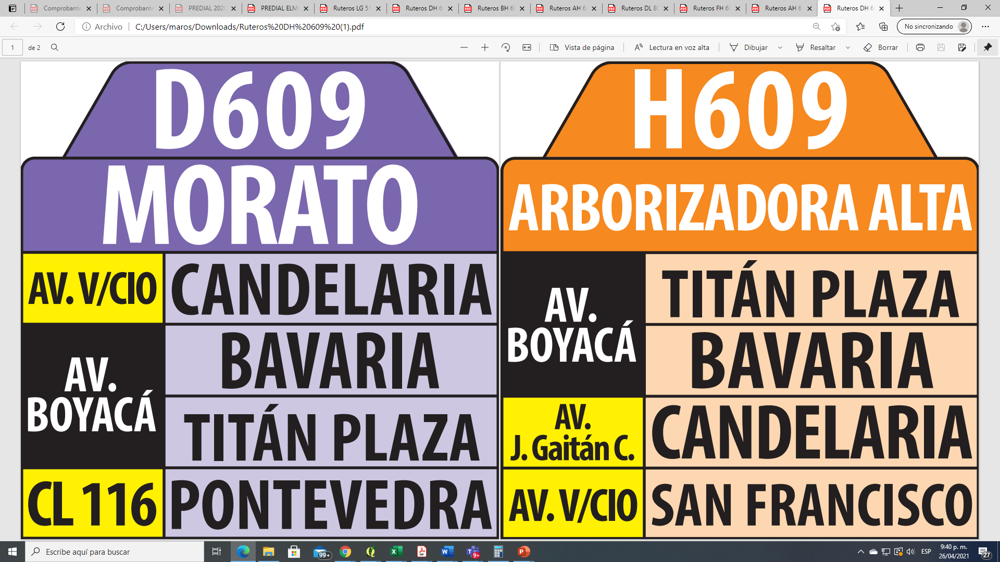 Comprobante
Comprobante
PREDIAL 202
PREDIAL ELM
Ruteros LG 51
Ruteros DH 6
Ruteros BH 6
Ruteros AH 6
Ruteros DL 80
Ruteros FH 60
Ruteros AH 6
Ruteros DH 6
Archivo
C:/Users/maros/Downloads/Ruteros%20DH%20609%20(1).pdf
No sincronizando
1 de 2
Vista de página
Lectura en voz alta
Dibujar
Resaltar
Borrar
D609
MORATO
AV. V/CIO
CANDELARIA
AV.
BOYACÁ
BAVARIA
TITÁN PLAZA
CL 116
PONTEVEDRA
H609
ARBORIZADORA ALTA
AV.
BOYACÁ
TITÁN PLAZA
BAVARIA
AV.
J. Gaitán C.
CANDELARIA
AV. V/CIO
SAN FRANCISCO
Escribe aquí para buscar
99+
9+
ESP
9:40 p. m.
26/04/2021
27